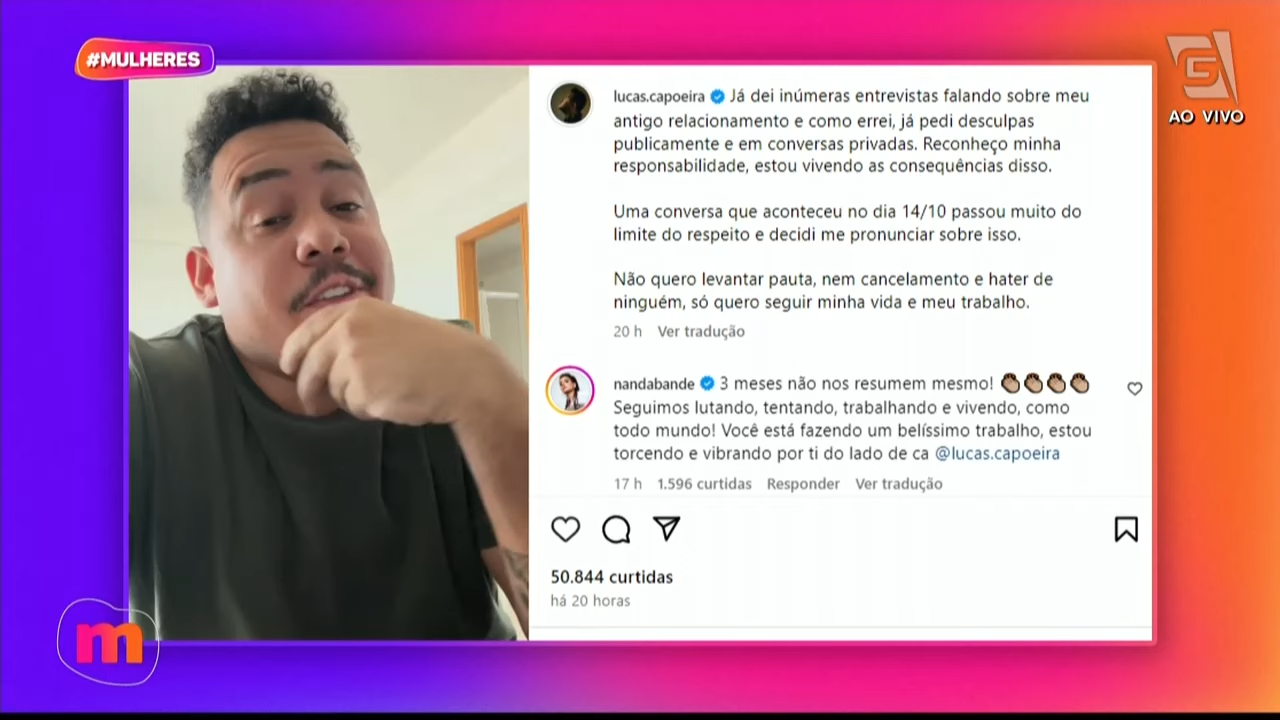 #MULHERES
G
AO VIVO
lucas.capoeira Já dei inúmeras entrevistas falando sobre meu
antigo relacionamento e como errei, já pedi desculpas
publicamente e em conversas privadas. Reconheço minha
responsabilidade, estou vivendo as consequências disso.
Uma conversa que aconteceu no dia 14/10 passou muito do
limite do respeito e decidi me pronunciar sobre isso.
Não quero levantar pauta, nem cancelamento e hater de
ninguém, só quero seguir minha vida e meu trabalho.
20 h Ver tradução
nandabande 3 meses não nos resumem mesmo! 👏🏽👏🏽👏🏽👏🏽
Seguimos lutando, tentando, trabalhando e vivendo, como
todo mundo! Você está fazendo um belíssimo trabalho, estou
torcendo e vibrando por ti do lado de ca @lucas.capoeira
17 h 1.596 curtidas Responder Ver tradução
50.844 curtidas
há 20 horas
m